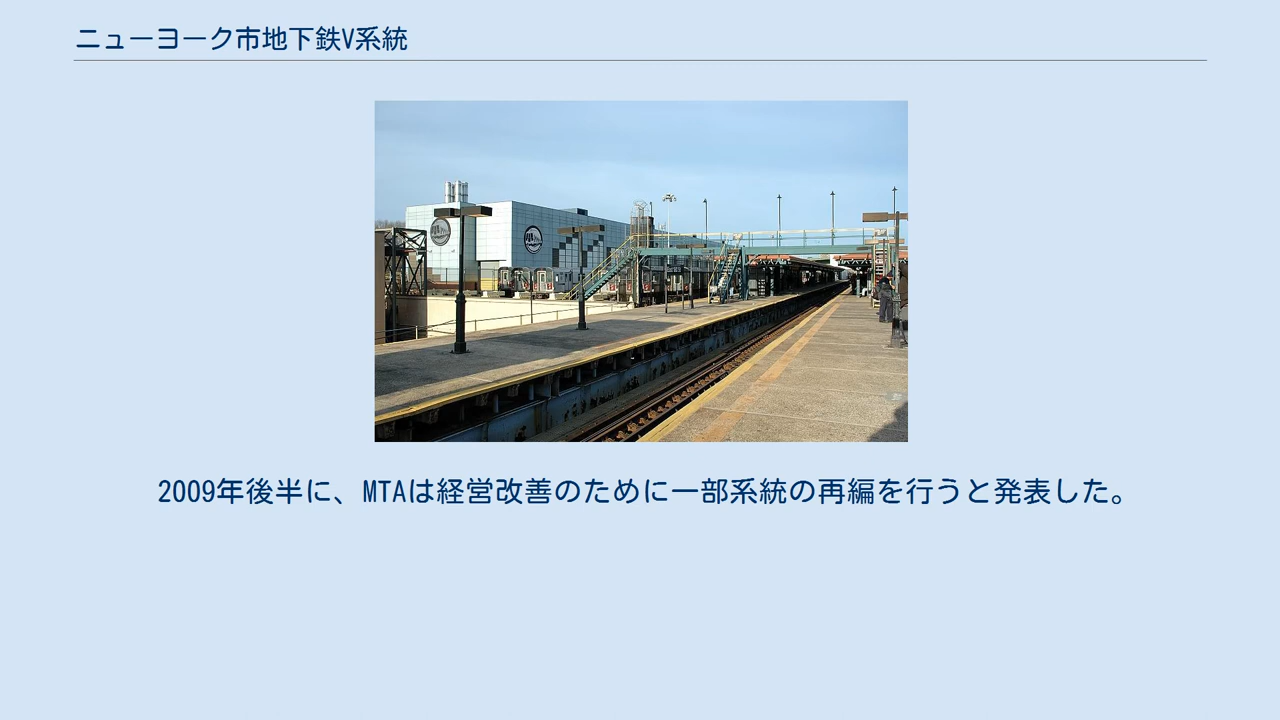 ニューヨーク市地下鉄V系統
2009年後半に、MTAは経営改善のために一部系統の再編を行うと発表した。